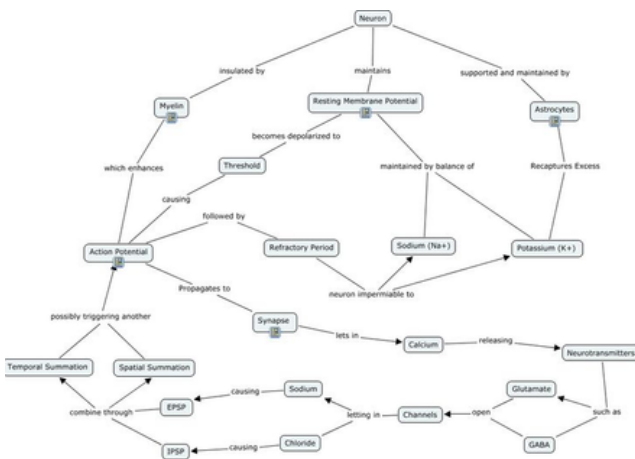 Neuron
insulated by
maintains
supported and maintained by
Myelin
Resting Membrane Potential
Astrocytes
becomes depolarized to
which enhances
Threshold
maintained by balance of
Recaptures Excess
causing
followed by
Action Potential
Refractory Period
Sodium (Na+)
Potassium (K+)
Propagates to
neuron impermiable to
possibly triggering another
Synapse
lets in
Calcium
releasing
Neurotransmitters
Temporal Summation
Spatial Summation
causing
Sodium
Glutamate
EPSP
combine through
letting in
Channels
open
such as
IPSP
causing
Chloride
GABA